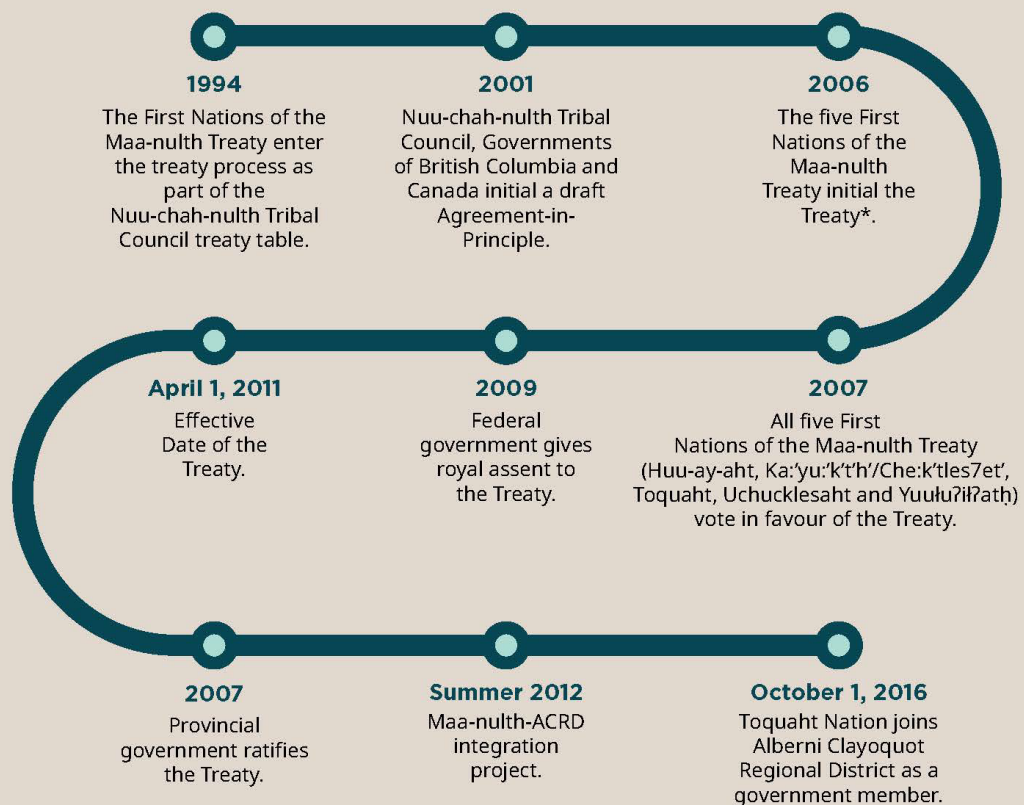 1994
The First Nations of the
Maa-nulth Treaty enter
the treaty process as
part of the
Nuu-chah-nulth Tribal
Council treaty table.
2001
Nuu-chah-nulth Tribal
Council, Governments
of British Columbia and
Canada initial a draft
Agreement-in-
Principle.
2006
The five First
Nations of the
Maa-nulth
Treaty initial the
Treaty*.
2007
All five First
Nations of the Maa-nulth Treaty
(Huu-ay-aht, Ka:’yu:’k’t’h’/Che:k’tles7et’,
Toquaht, Uchucklesaht and Yuułuʔiłʔatḥ)
vote in favour of the Treaty.
2009
Federal
government gives
royal assent to
the Treaty.
April 1, 2011
Effective
Date of the
Treaty.
2007
Provincial
government ratifies
the Treaty.
Summer 2012
Maa-nulth-ACRD
integration
project.
October 1, 2016
Toquaht Nation joins
Alberni Clayoquot
Regional District as a
government member.